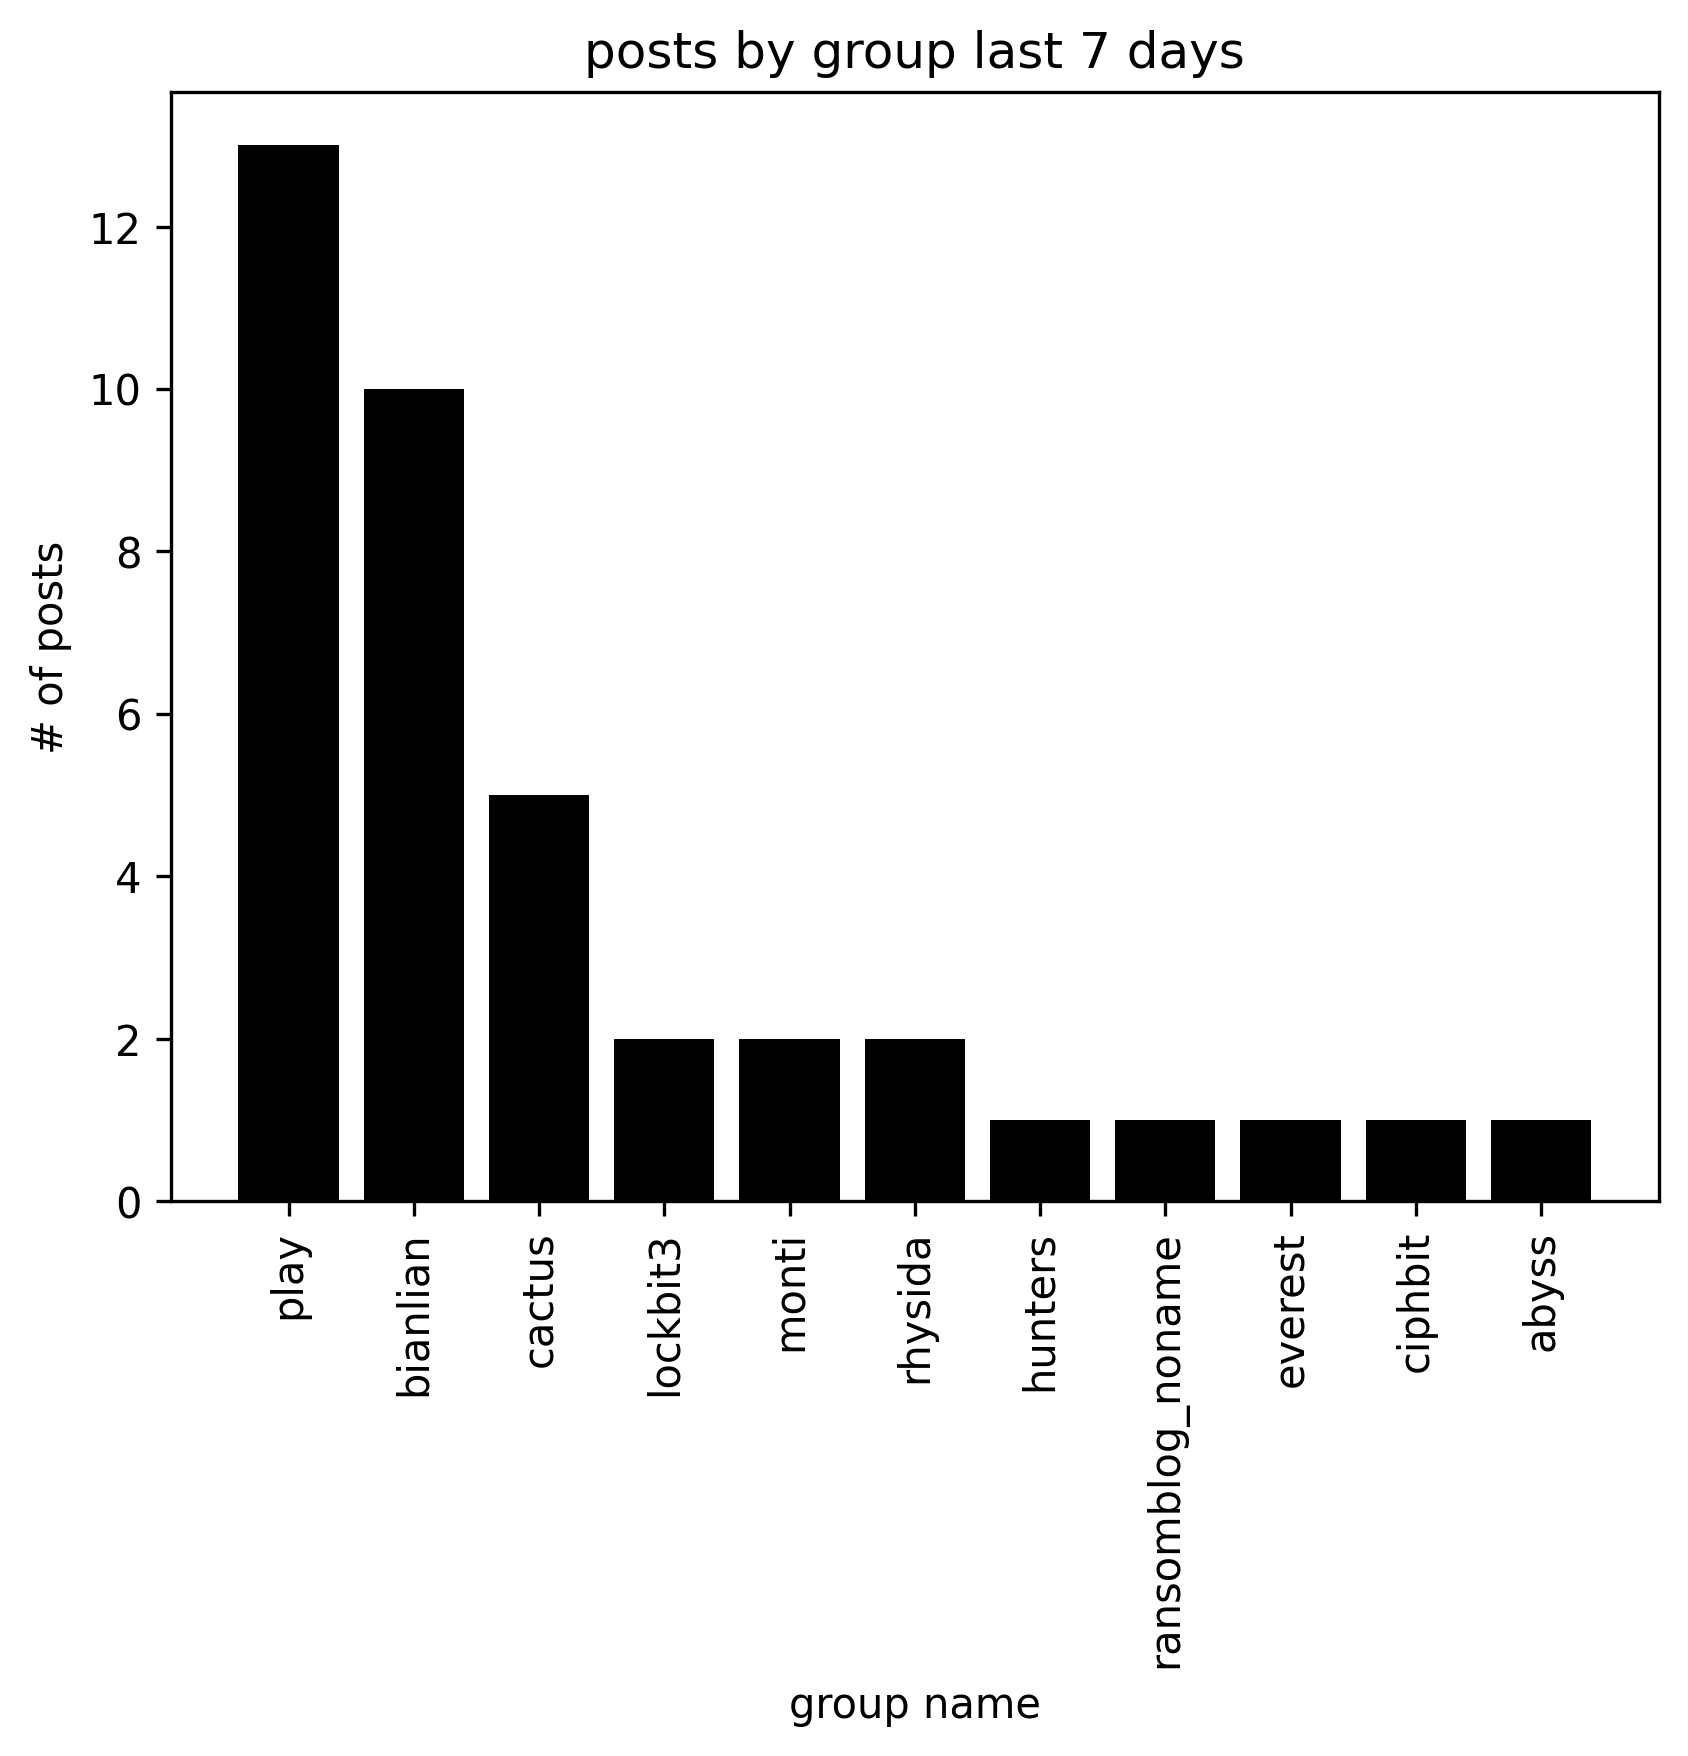 posts by group last 7 days
# of posts
12
10
8
6
4
2
0
play
bianlian
cactus
lockbit3
monti
rhysida
hunters
ransomblog_noname
everest
ciphbit
abyss
group name